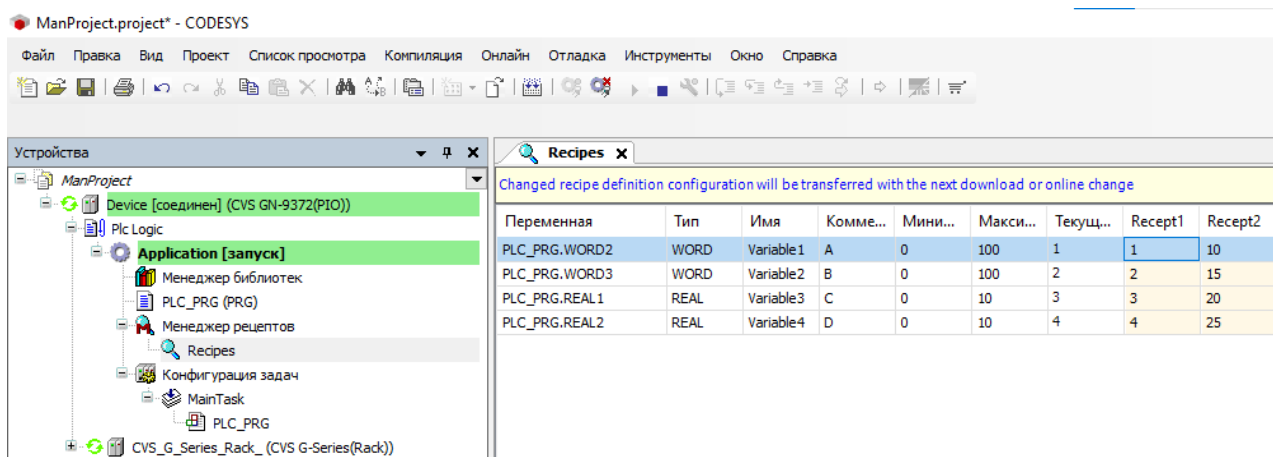 ManProject.project* - CODESYS
Файл Правка Вид Проект Список просмотра Компиляция Онлайн Отладка Инструменты Окно Справка
Устройства
Recipes
ManProject
Changed recipe definition configuration will be transferred with the next download or online change
Device [соединен] (CVS GN-9372(PIO))
Plc Logic
Переменная Тип Имя Комме... Мини... Макси... Текущ... Recept1 Recept2
Application [запуск]
PLC_PRG.WORD2 WORD Variable1 A 0 100 1 1 10
Менеджер библиотек
PLC_PRG.WORD3 WORD Variable2 B 0 100 2 2 15
PLC_PRG (PRG)
PLC_PRG.REAL1 REAL Variable3 C 0 10 3 3 20
Менеджер рецептов
PLC_PRG.REAL2 REAL Variable4 D 0 10 4 4 25
Recipes
Конфигурация задач
MainTask
PLC_PRG
CVS_G_Series_Rack_ (CVS G-Series(Rack))